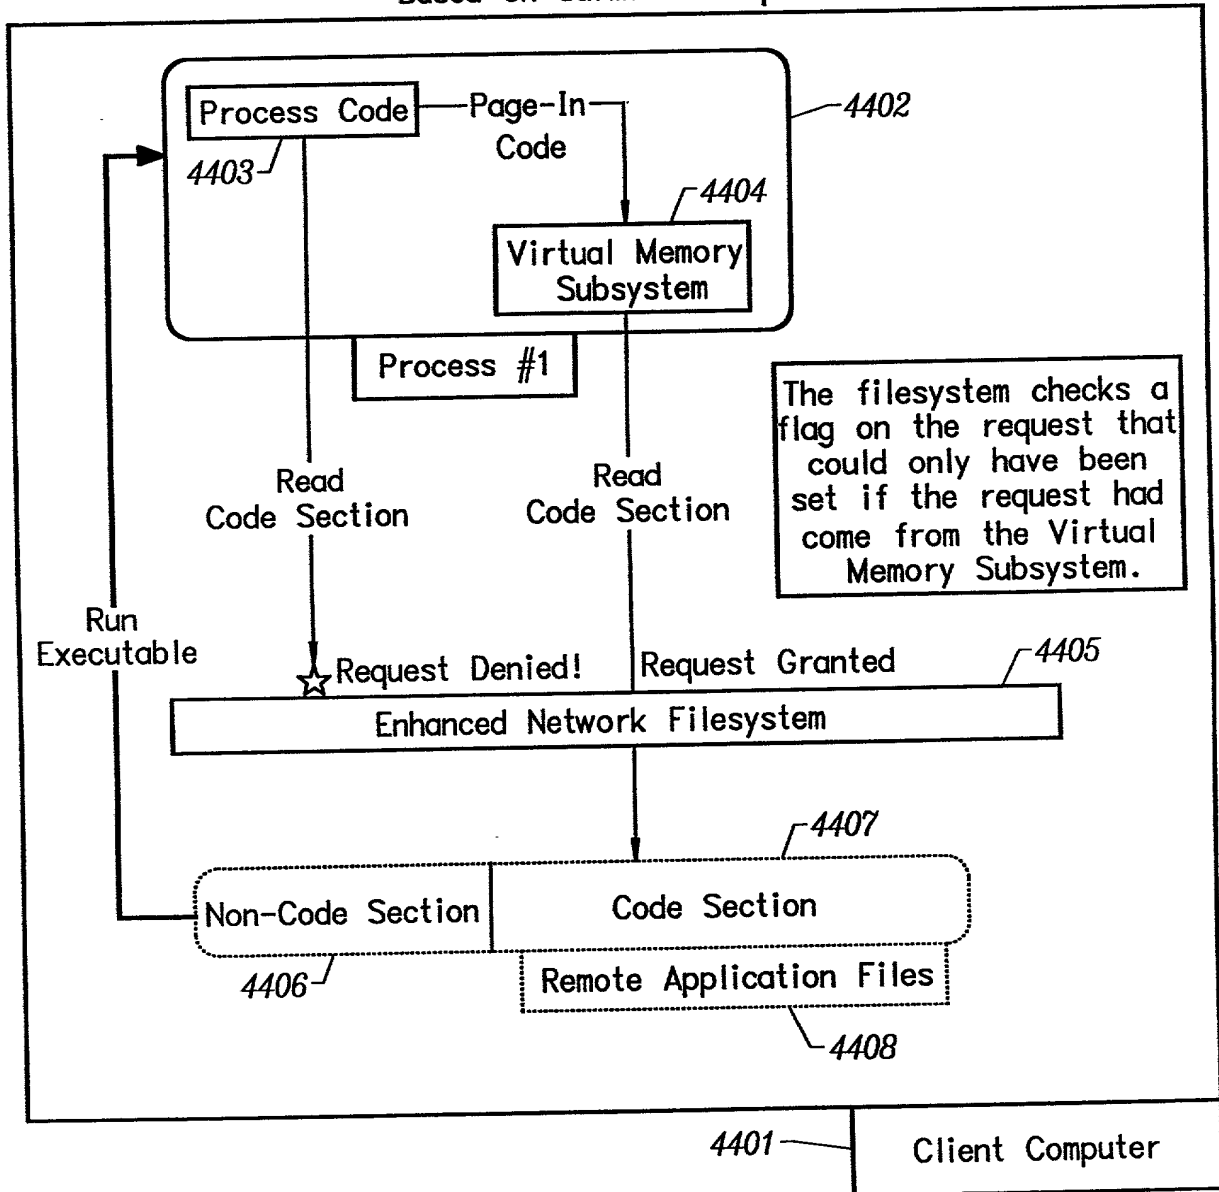 Based on
Process Code
Page-In
Code
4402
4403
4404
Virtual Memory
Subsystem
Process #1
The filesystem checks a
flag on the request that
could only have been
set if the request had
come from the Virtual
Memory Subsystem.
Read
Code Section
Read
Code Section
Run
Executable
Request Denied!
Request Granted
4405
Enhanced Network Filesystem
4407
Non-Code Section
Code Section
4406
Remote Application Files
4408
4401
Client Computer